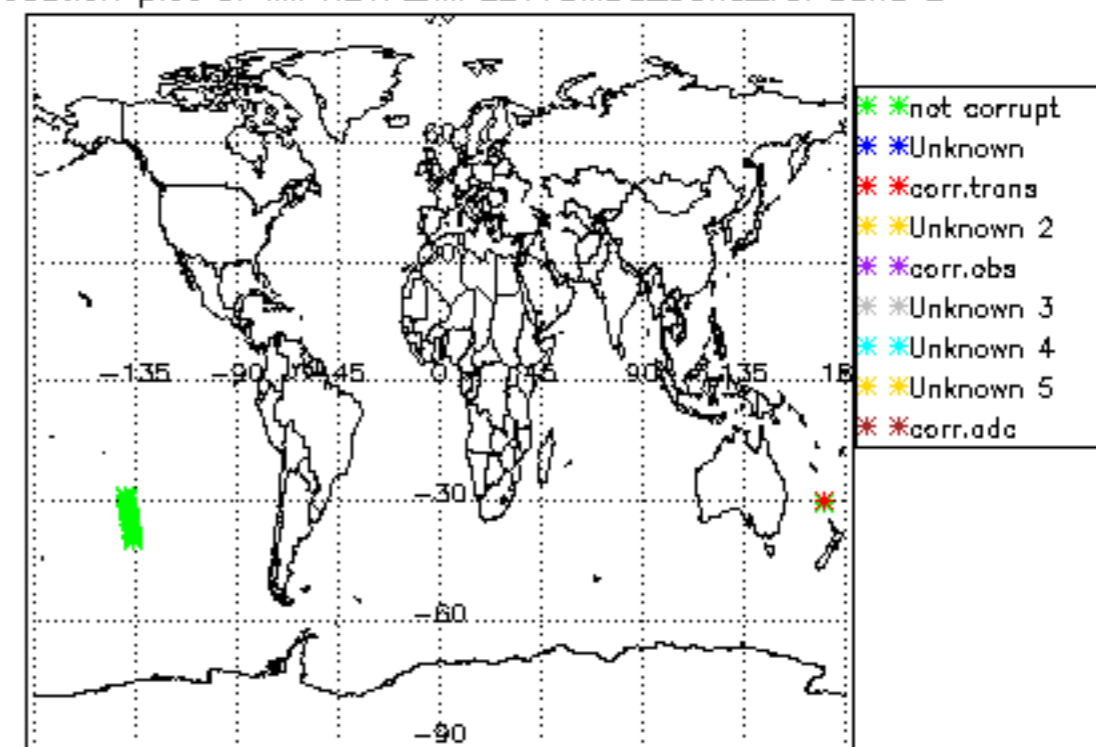 60
-135 -90 45 0 45 90 135
-30
-60
-90
not corrupt
Unknown
corr.trans
Unknown 2
corr.obs
Unknown 3
Unknown 4
Unknown 5
corr.adc